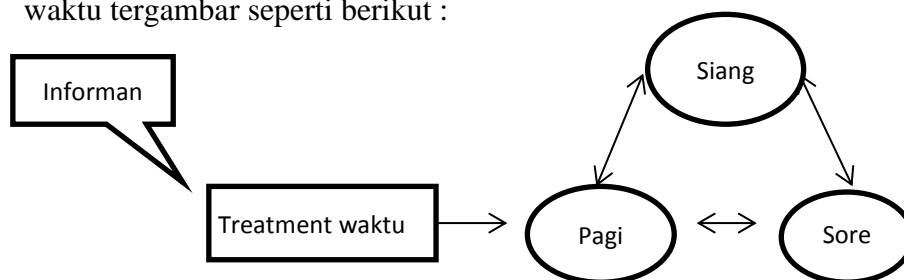 waktu tergambar seperti berikut :
Siang
Informan
Treatment waktu
Pagi
Sore